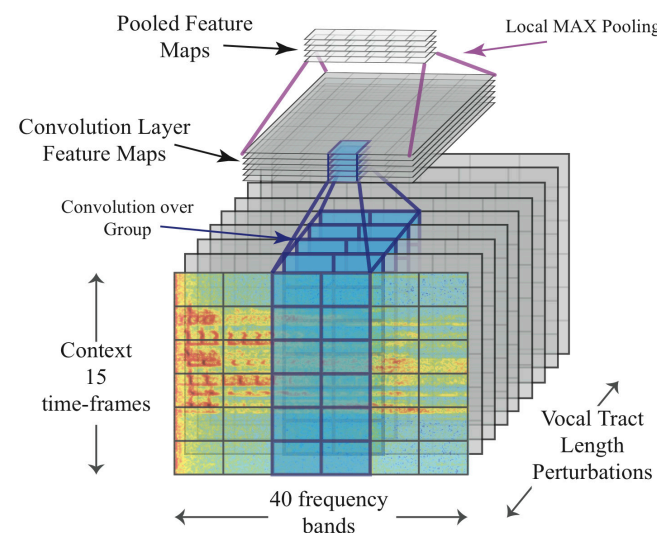 Pooled Feature
Maps
Local MAX Pooling
Convolution Layer
Feature Maps
Convolution over
Group
Context
15
time-frames
Vocal Tract
Length
Perturbations
40 frequency
bands